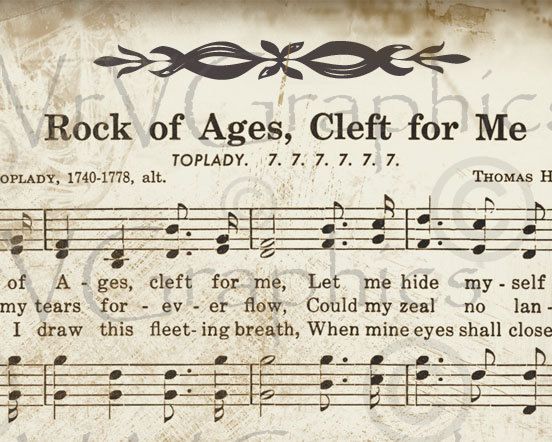 VrVGraphics
Rock of Ages, Cleft for Me
TOPLADY. 7. 7. 7. 7. 7. 7.
OPLADY, 1740-1778, alt. THOMAS H
of A - ges, cleft for me, Let me hide my - self
my tears for - ev - er flow, Could my zeal no lan -
I draw this fleet - ing breath, When mine eyes shall close
VrVGraphics
©
©